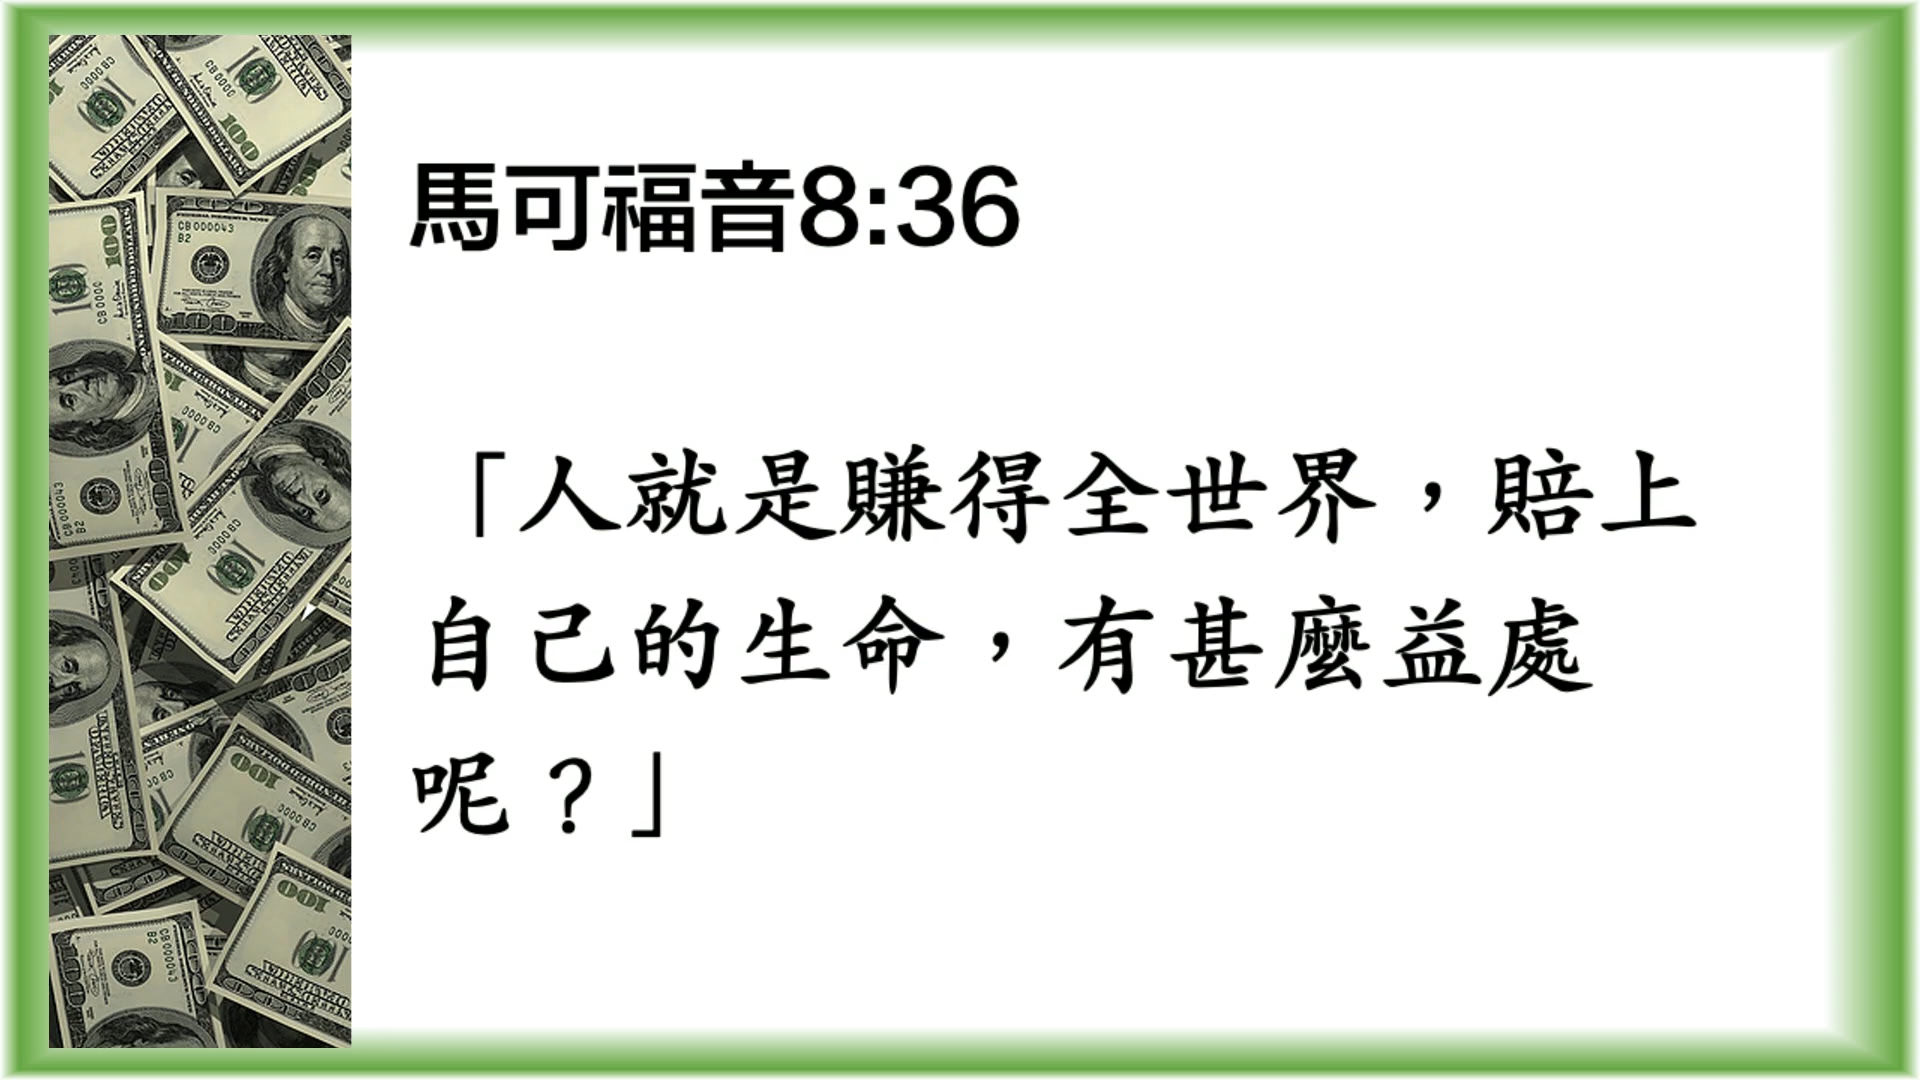 馬可福音8:36
「人就是賺得全世界，賠上
自己的生命，有甚麼益處
呢？」